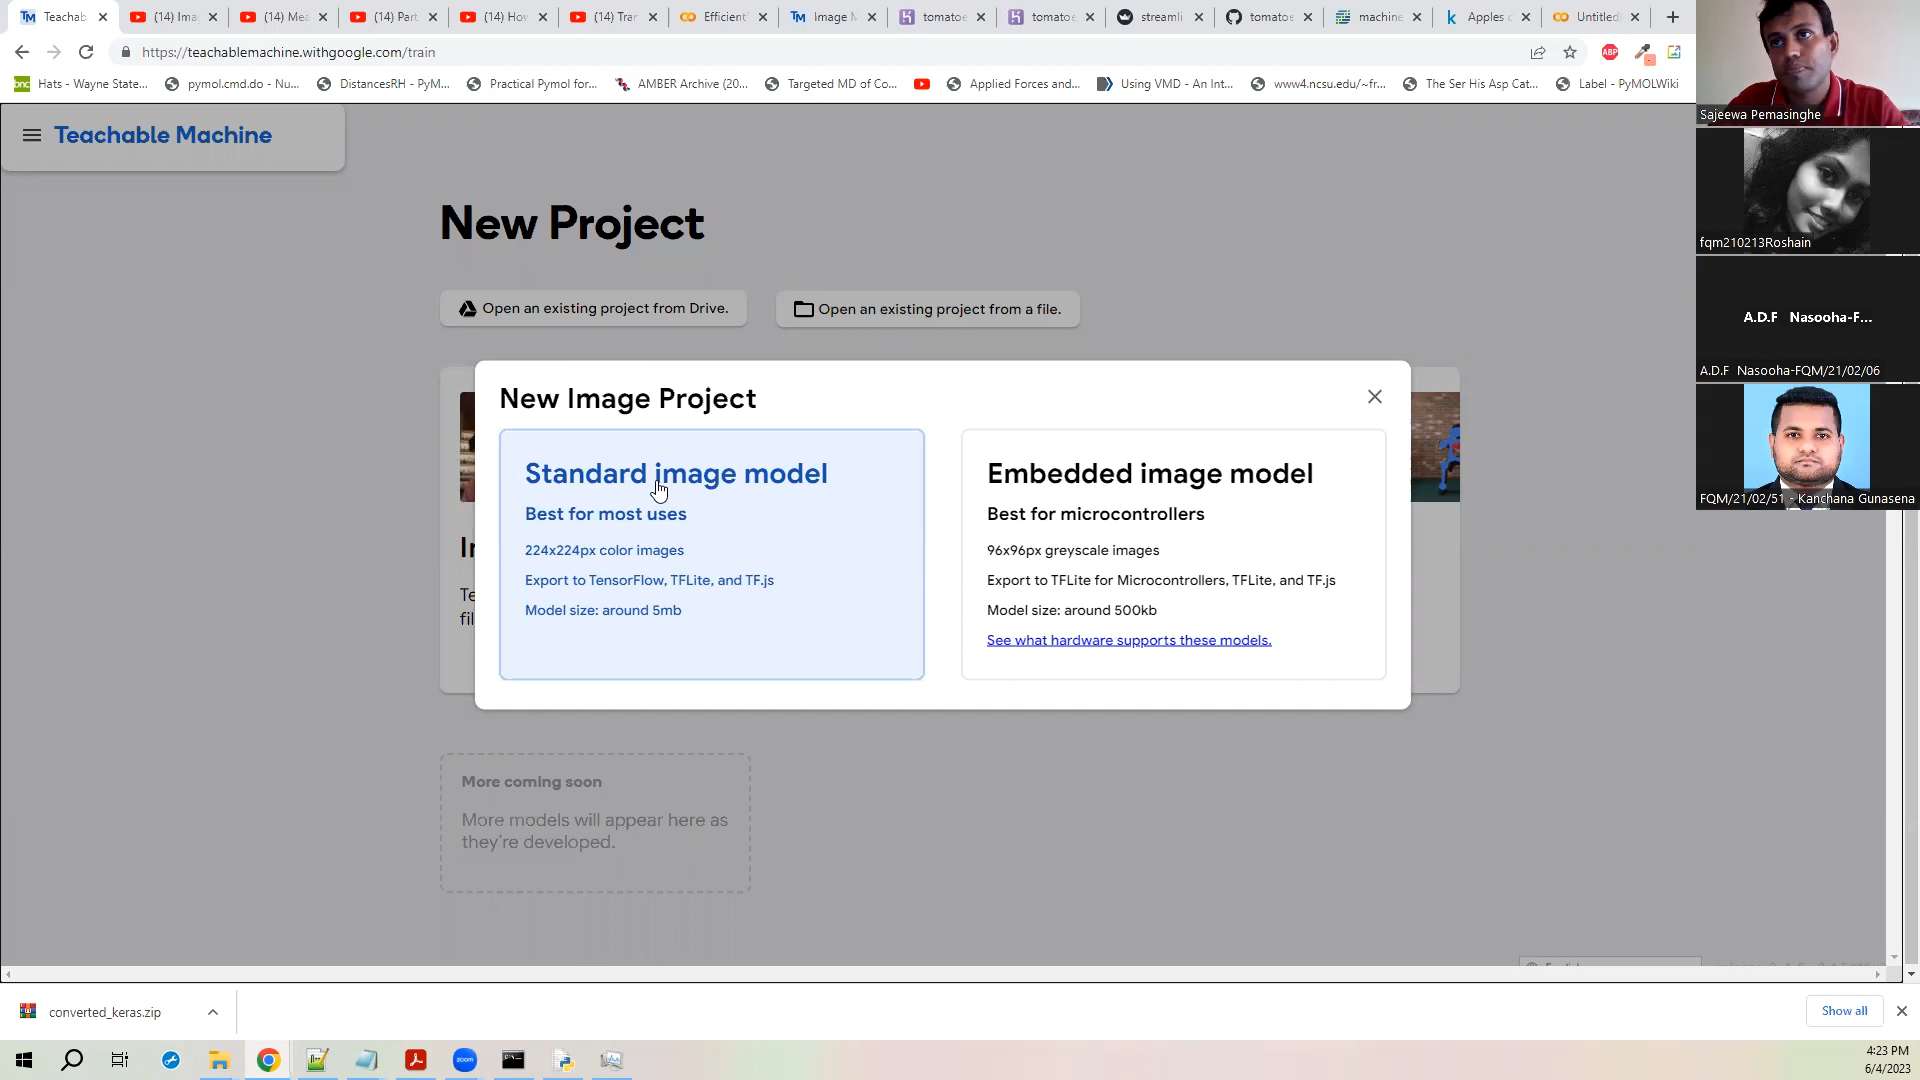 Teachab
(14) Ima
(14) Mea
(14) Part
(14) How
(14) Tran
Efficient
Image M
tomatoe
tomatoe
streamli
tomatoe
machine
Apples o
Untitled
https://teachablemachine.withgoogle.com/train
ABP
Hats - Wayne State...
pymol.cmd.do - Nu...
DistancesRH - PyM...
Practical Pymol for...
AMBER Archive (20...
Targeted MD of Co...
Applied Forces and...
Using VMD - An Int...
www4.ncsu.edu/~fr...
The Ser His Asp Cat...
Label - PyMOLWiki
Teachable Machine
New Project
Open an existing project from Drive.
Open an existing project from a file.
New Image Project
Standard image model
Best for most uses
224x224px color images
Export to TensorFlow, TFLite, and TF.js
Model size: around 5mb
Embedded image model
Best for microcontrollers
96x96px greyscale images
Export to TFLite for Microcontrollers, TFLite, and TF.js
Model size: around 500kb
See what hardware supports these models.
More coming soon
More models will appear here as
they're developed.
Sajeewa Pemasinghe
fqm210213Roshain
A.D.F Nasooha-F...
A.D.F Nasooha-FQM/21/02/06
FQM/21/02/51 - Kanchana Gunasena
converted_keras.zip
Show all
zoom
4:23 PM
6/4/2023